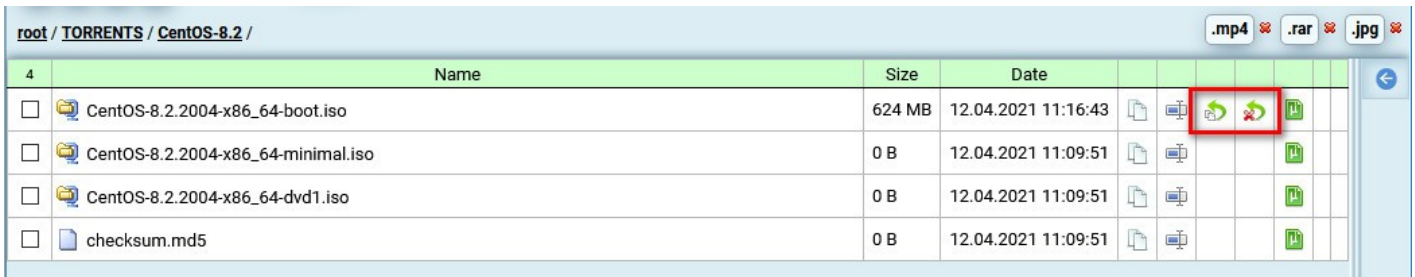 root / TORRENTS / CentOS-8.2 / .mp4 .rar .jpg
4 Name Size Date
CentOS-8.2.2004-x86_64-boot.iso 624 MB 12.04.2021 11:16:43
CentOS-8.2.2004-x86_64-minimal.iso 0 B 12.04.2021 11:09:51
CentOS-8.2.2004-x86_64-dvd1.iso 0 B 12.04.2021 11:09:51
checksum.md5 0 B 12.04.2021 11:09:51